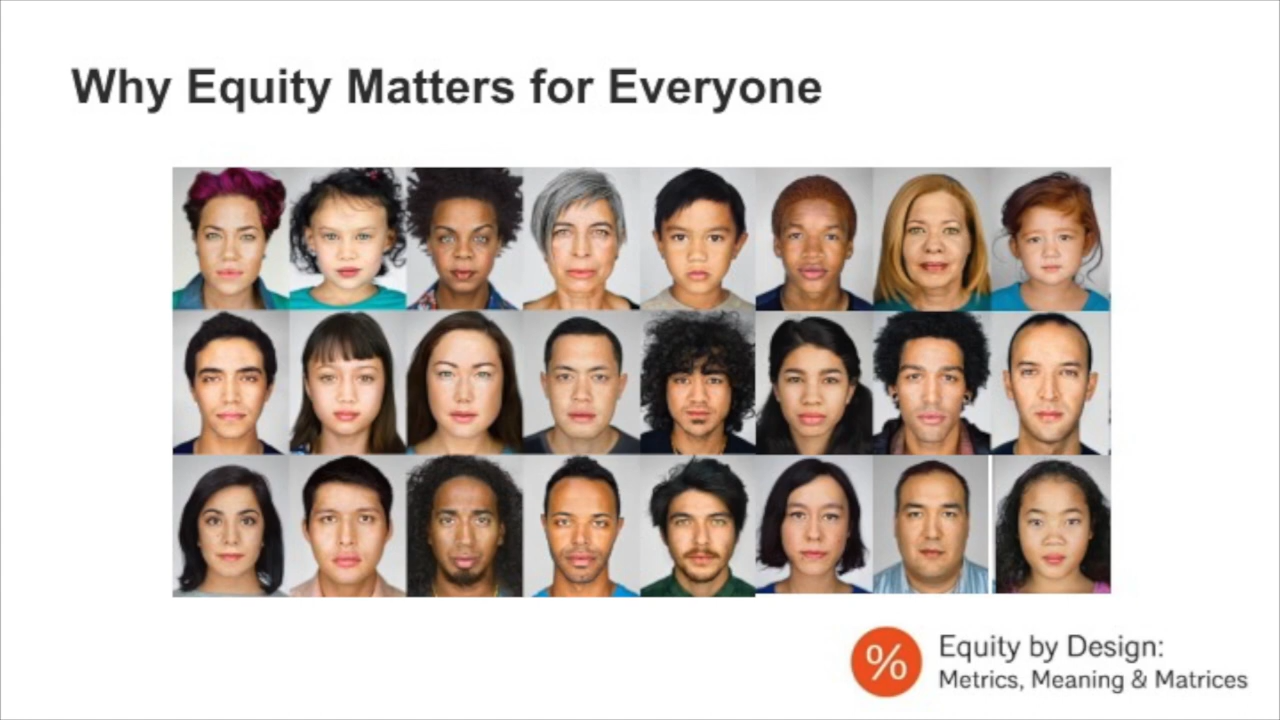 Why Equity Matters for Everyone
%
Equity by Design:
Metrics, Meaning & Matrices